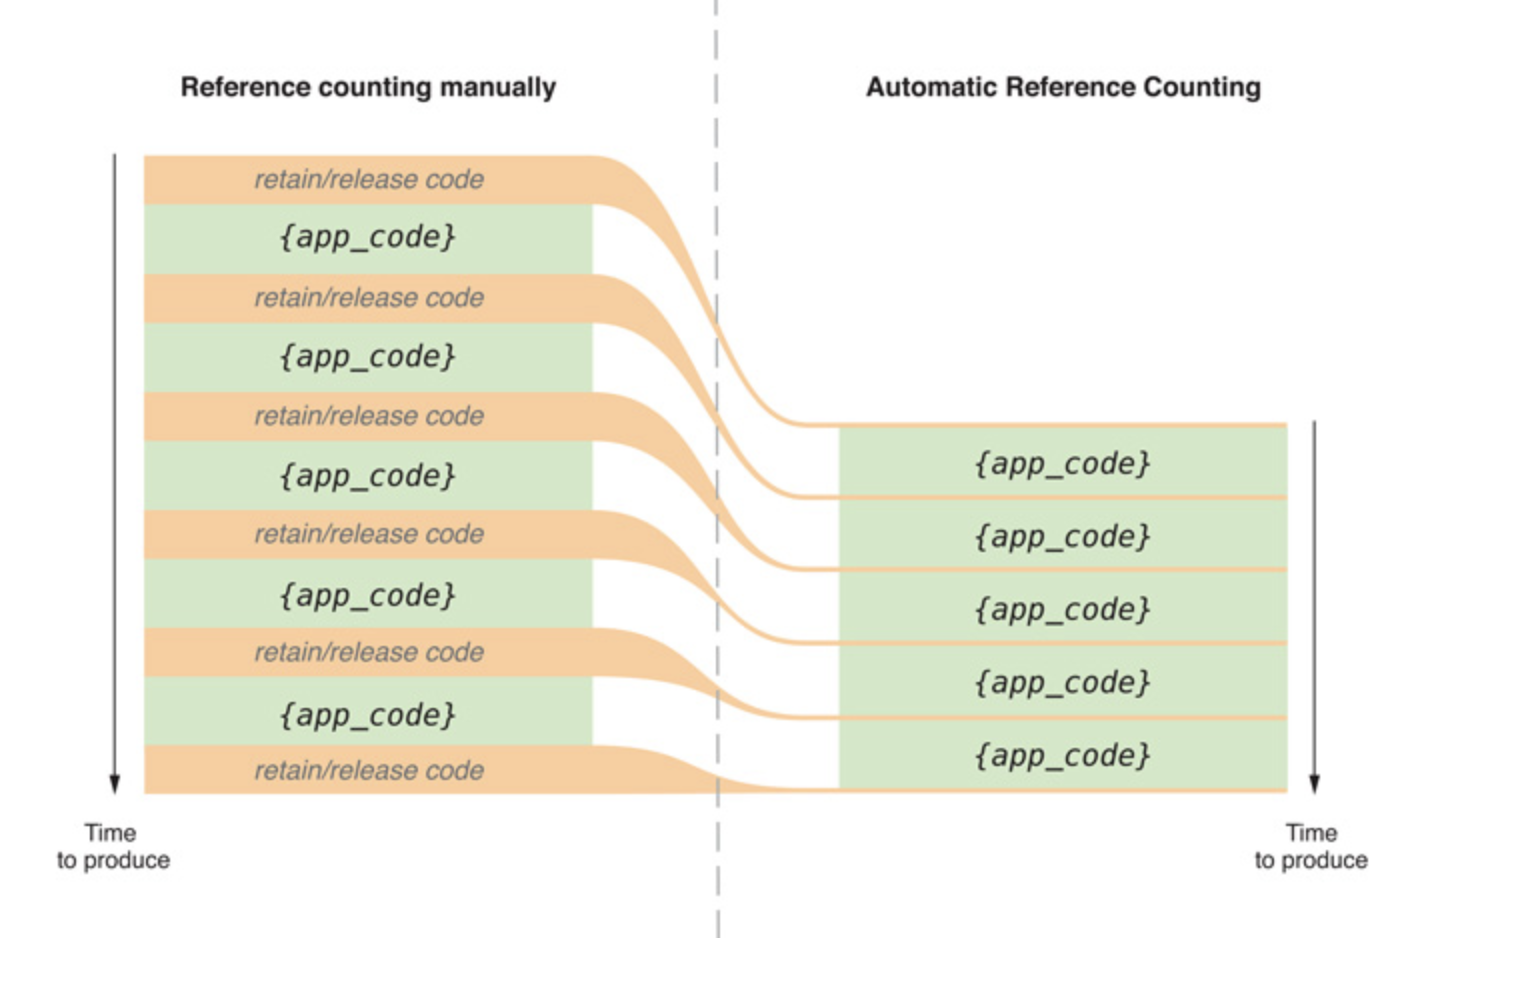 Reference counting manually
Automatic Reference Counting
retain/release code
{app_code}
retain/release code
{app_code}
retain/release code
{app_code}
retain/release code
{app_code}
retain/release code
{app_code}
retain/release code
{app_code}
{app_code}
{app_code}
{app_code}
{app_code}
Time
to produce
Time
to produce